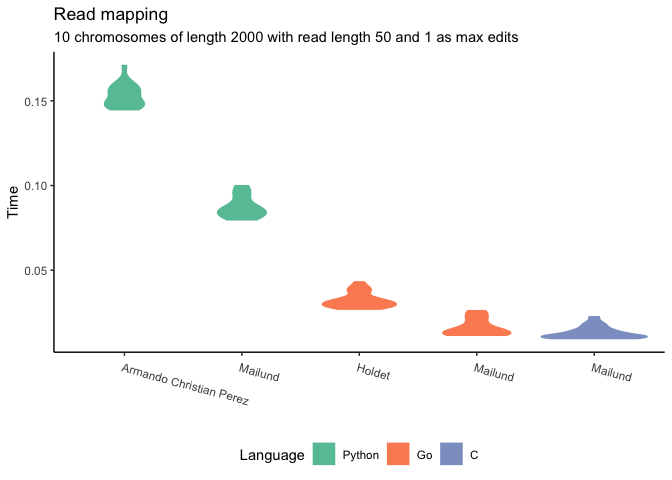 Read mapping
10 chromosomes of length 2000 with read length 50 and 1 as max edits
Time
0.15
0.10
0.05
Armando Christian Perez
Mailund
Holdet
Mailund
Mailund
Language Python Go C